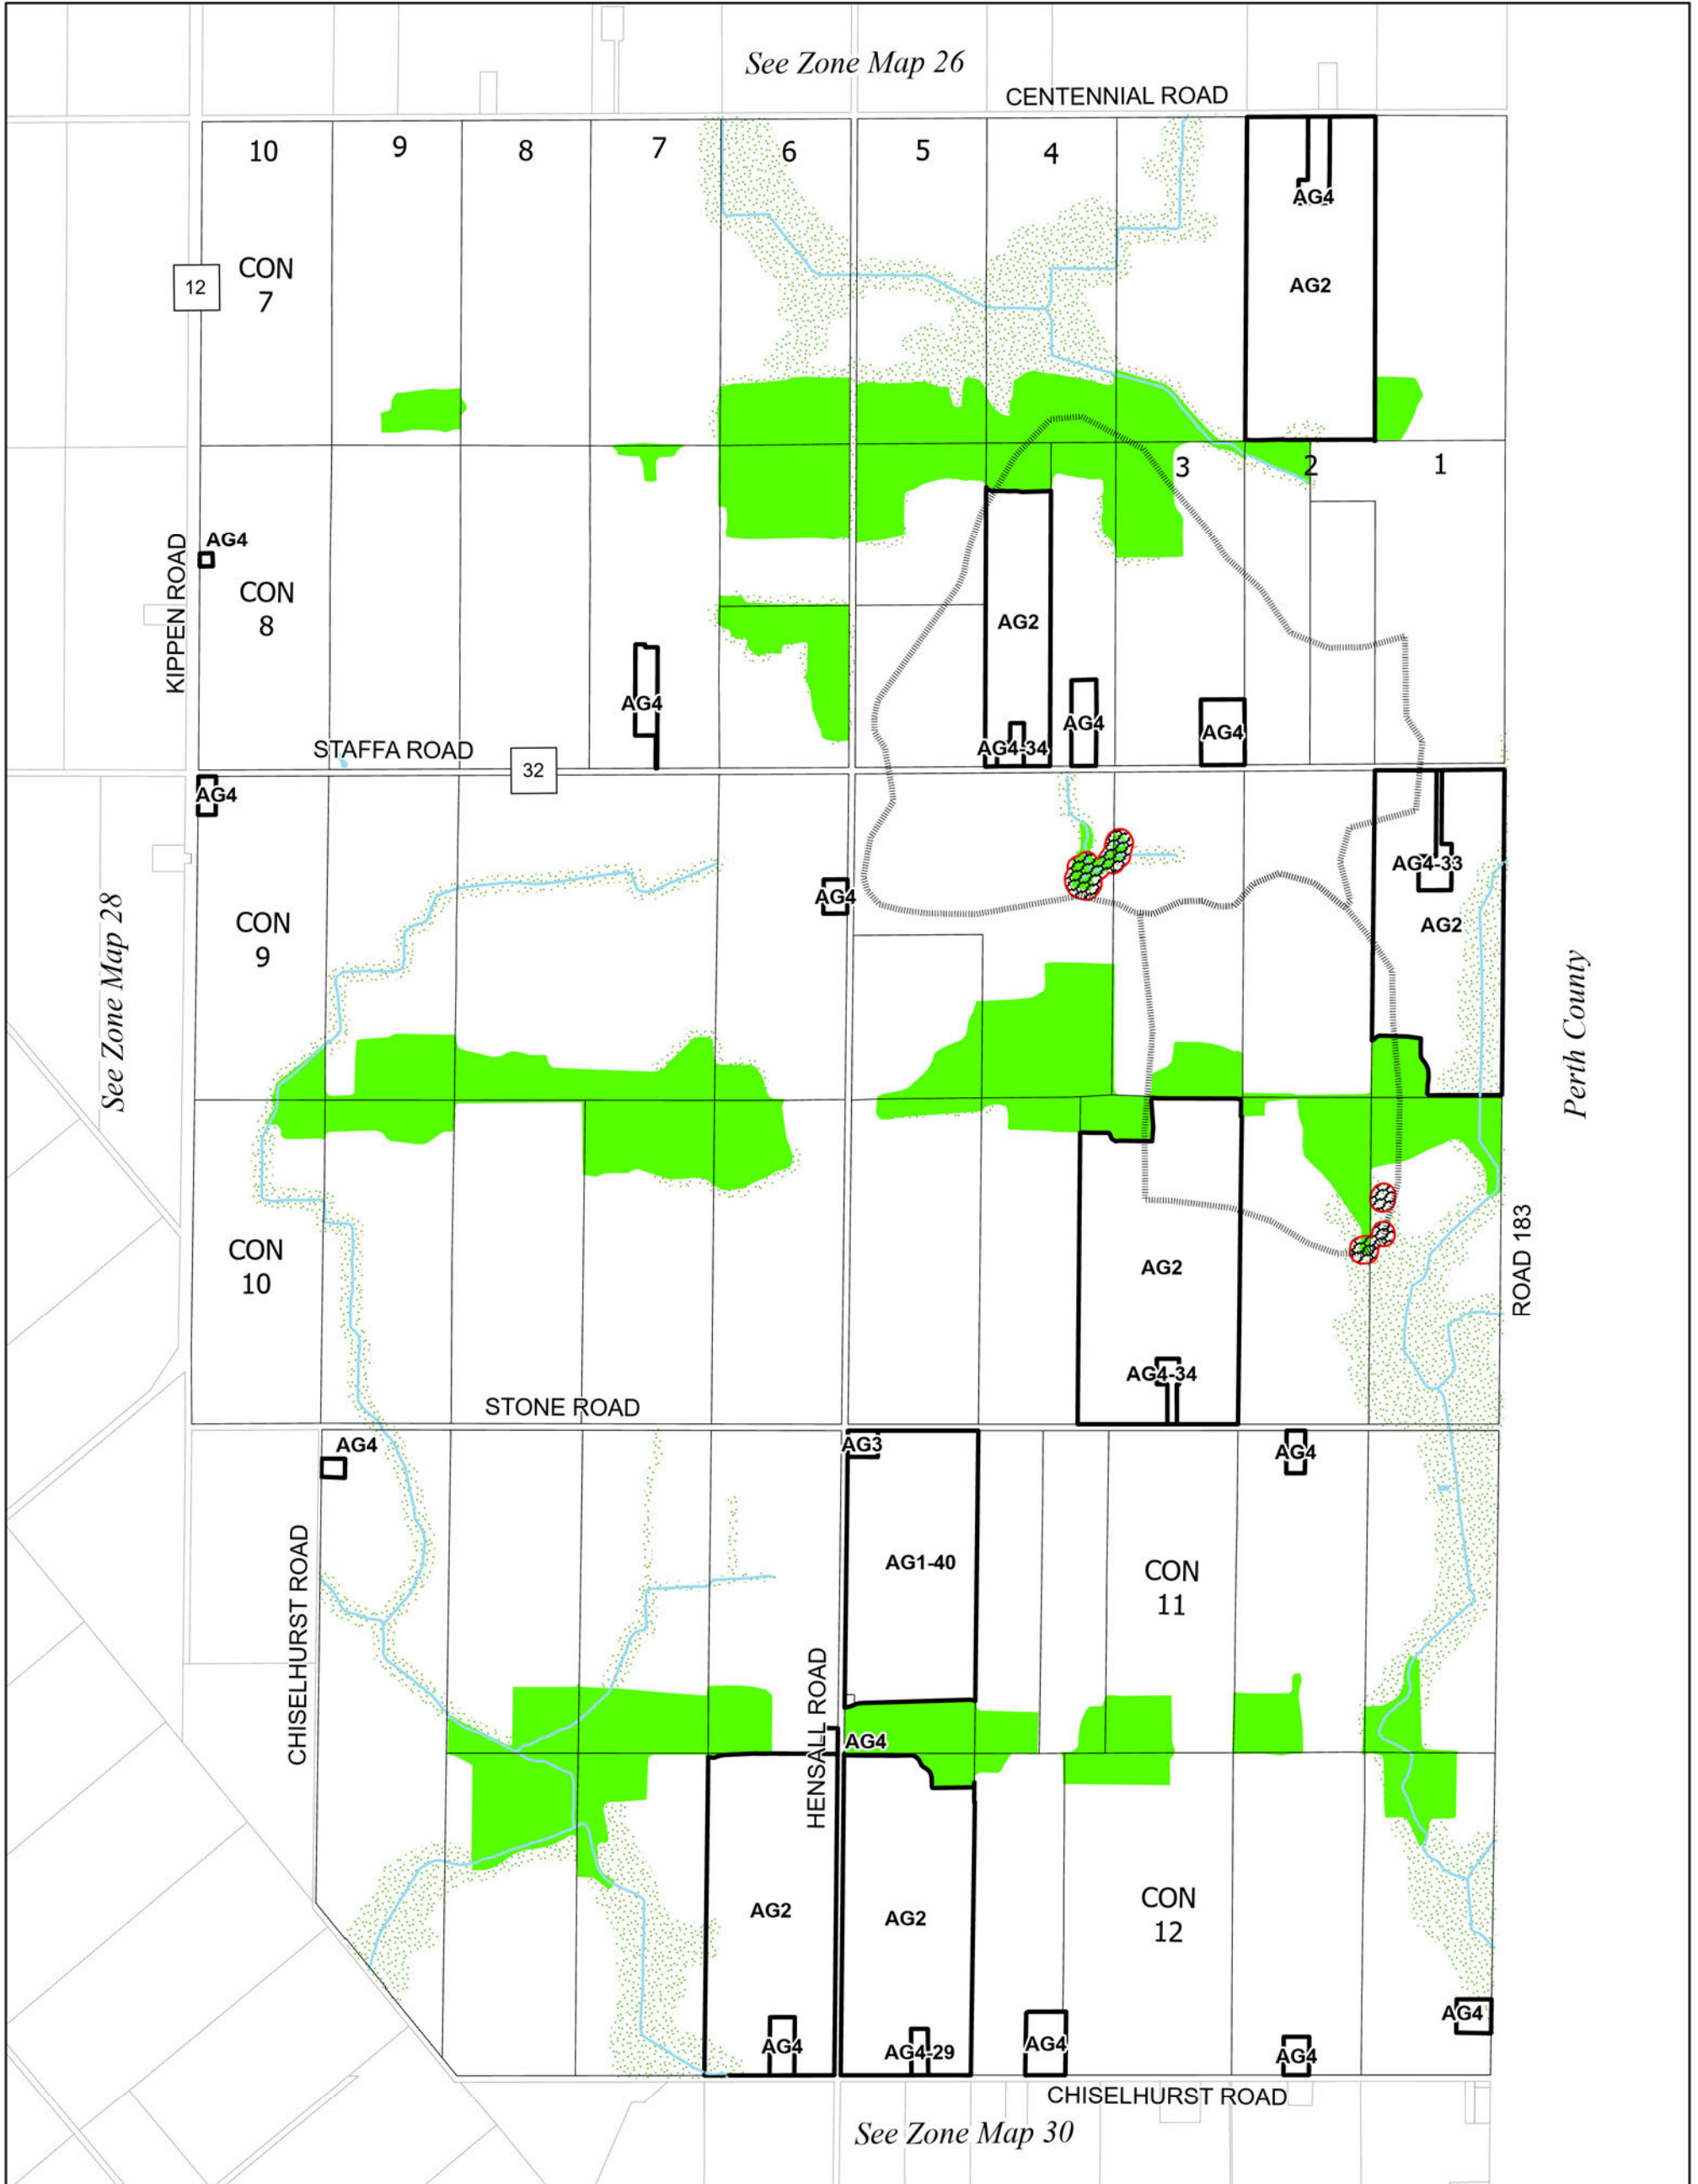 See Zone Map 26
CENTENNIAL ROAD
10
9
8
7
6
5
4
AG4
CON
7
12
AG2
3
2
1
KIPPEN ROAD
AG4
CON
8
AG2
AG4
AG4
AG4
AG4-34
STAFFA ROAD
32
AG4
AG4-33
AG4
AG2
CON
9
See Zone Map 28
Perth County
CON
10
AG2
ROAD 183
AG4-34
STONE ROAD
AG4
AG3
AG4
AG1-40
CON
11
CHISELHURST ROAD
HENSALL ROAD
AG4
AG2
AG2
CON
12
AG4
AG4
AG4-29
AG4
AG4
CHISELHURST ROAD
See Zone Map 30